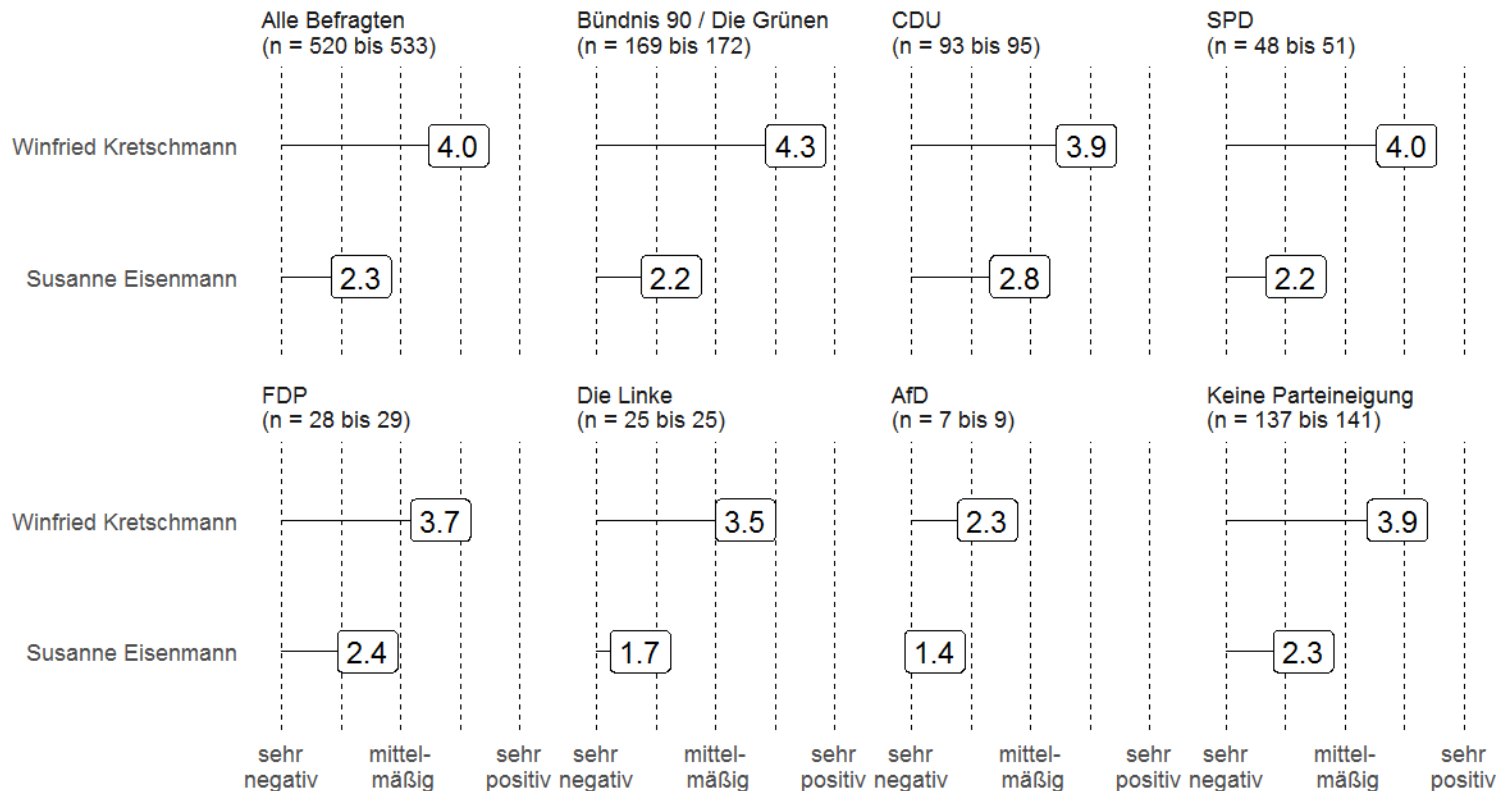 Alle Befragten
(n = 520 bis 533)
Bündnis 90 / Die Grünen
(n = 169 bis 172)
CDU
(n = 93 bis 95)
SPD
(n = 48 bis 51)
Winfried Kretschmann
4.0
4.3
3.9
4.0
Susanne Eisenmann
2.3
2.2
2.8
2.2
FDP
(n = 28 bis 29)
Die Linke
(n = 25 bis 25)
AfD
(n = 7 bis 9)
Keine Parteineigung
(n = 137 bis 141)
Winfried Kretschmann
3.7
3.5
2.3
3.9
Susanne Eisenmann
2.4
1.7
1.4
2.3
sehr
negativ
mittel-
mäßig
sehr
positiv
sehr
negativ
mittel-
mäßig
sehr
positiv
sehr
negativ
mittel-
mäßig
sehr
positiv
sehr
negativ
mittel-
mäßig
sehr
positiv